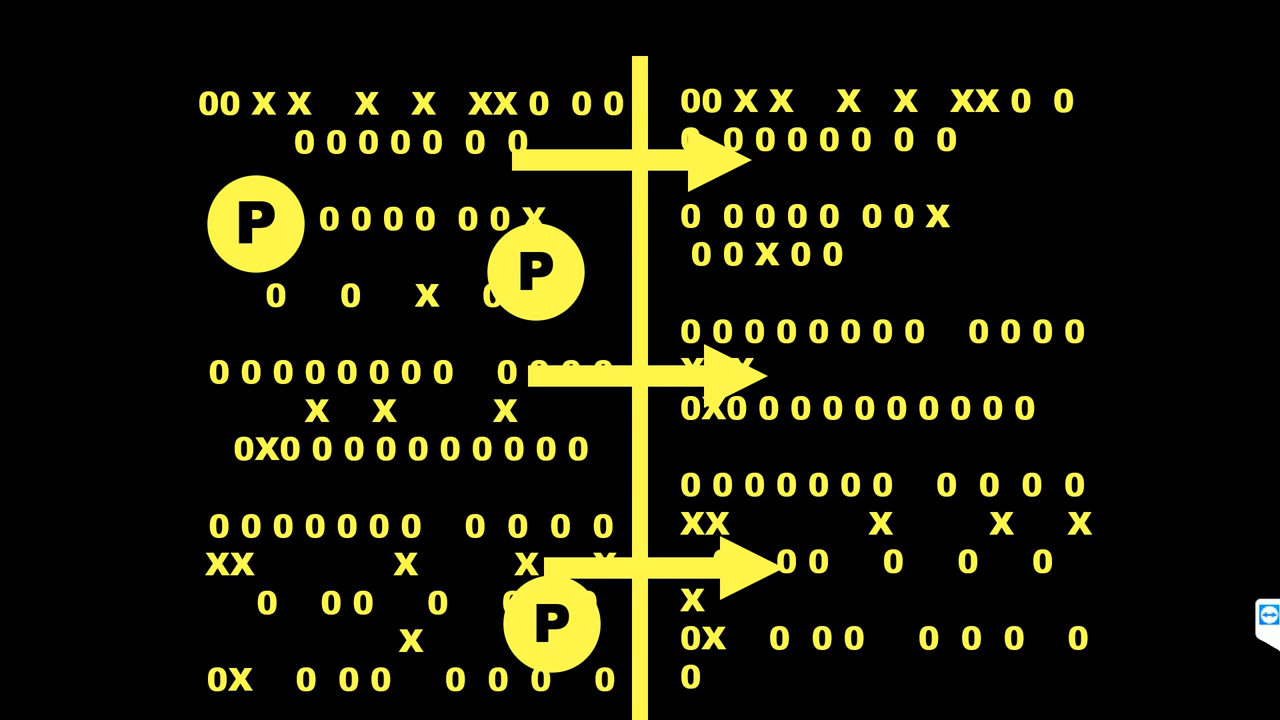 00 X X X X XX 0 0 0
0 0 0 0 0 0 0
P 0 0 0 0 0 0 X
P
0 0 X 0
0 0 0 0 0 0 0 0 0 0 0 0
X X X
0X0 0 0 0 0 0 0 0 0 0
0 0 0 0 0 0 0 0 0 0 0
XX X X X
0 0 0 0
P
X
0X 0 0 0 0 0 0 0
00 X X X X XX 0 0
0 0 0 0 0 0 0 0
0 0 0 0 0 0 0 X
0 0 X 0 0
0 0 0 0 0 0 0 0 0 0 0 0
0X0 0 0 0 0 0 0 0 0 0
0 0 0 0 0 0 0 0 0 0 0
XX X X X
0 0 0 0 0
X
0X 0 0 0 0 0 0 0
0